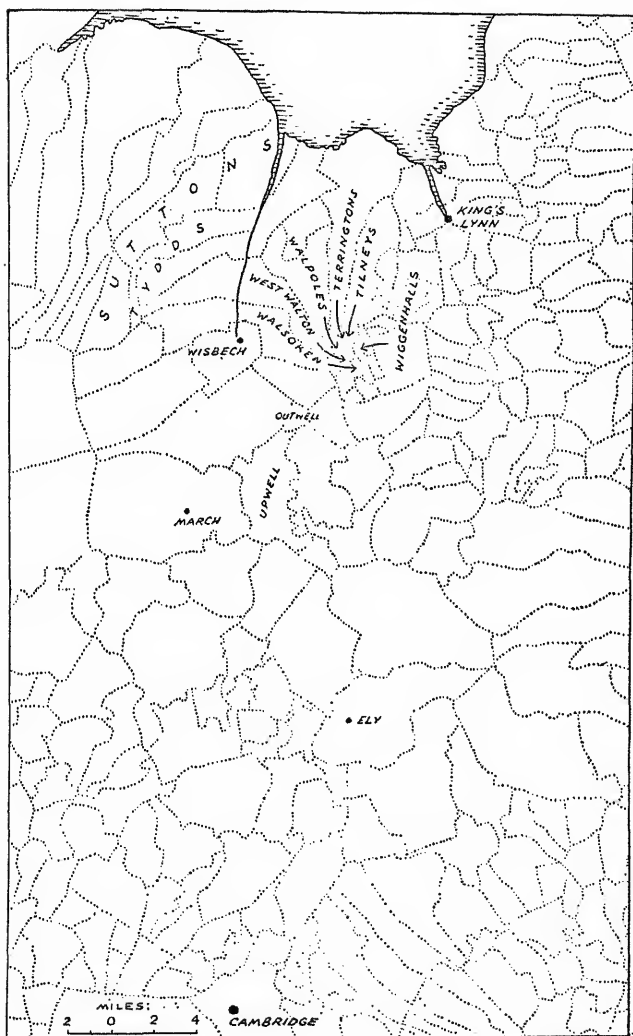 SUTTONS
TYDDS
KING'S
LYNN
TERRINGTONS
WALPOLES
TILNEYS
WEST WALTON
WALSOKEN
WIGGENHALLS
WISBECH
OUTWELL
UPWELL
MARCH
ELY
MILES:
2 0 2 4
CAMBRIDGE